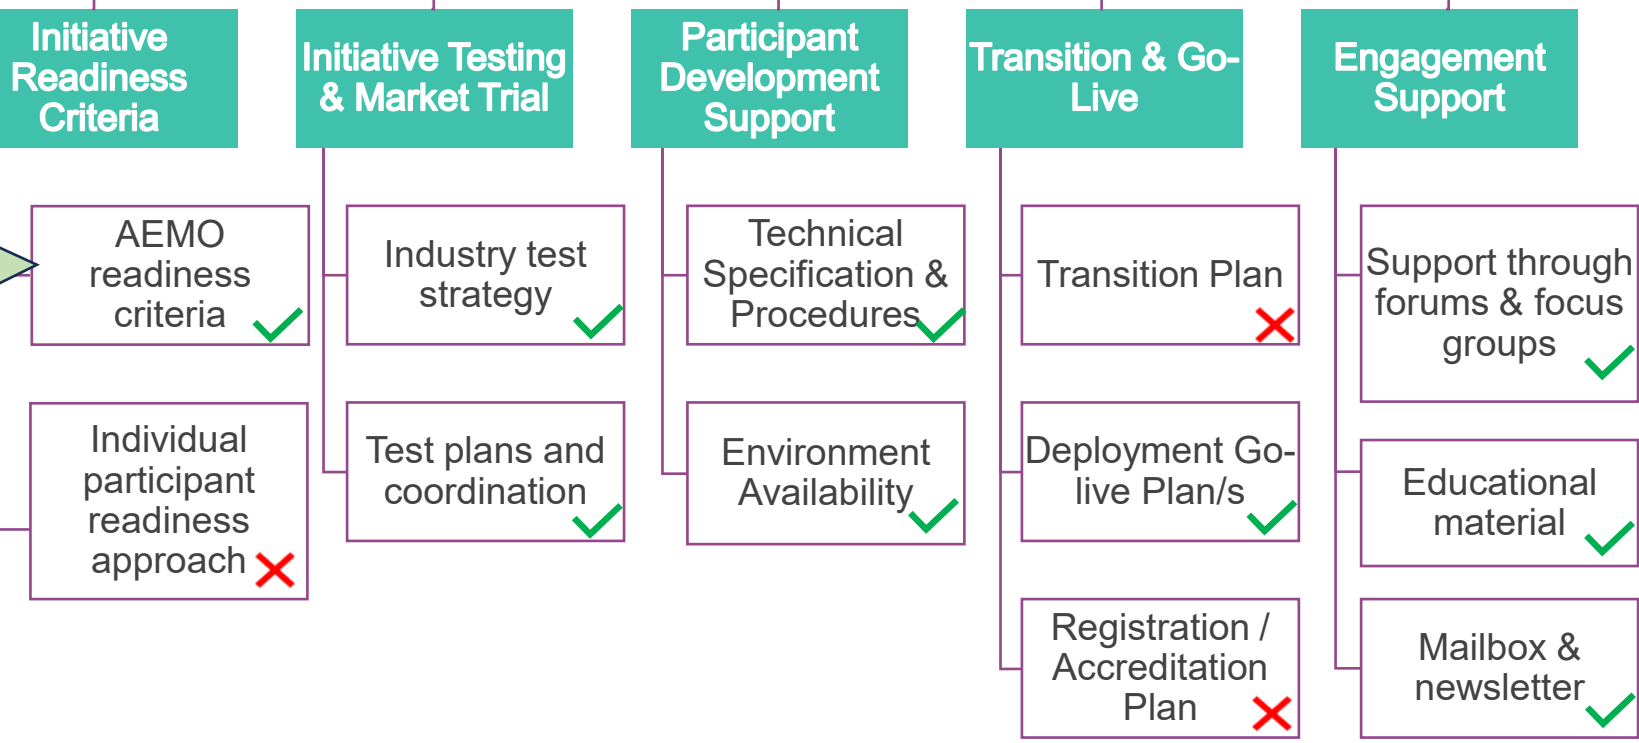 Initiative
Readiness
Criteria
Initiative Testing
& Market Trial
Participant
Development
Support
Transition & Go-
Live
Engagement
Support
AEMO
readiness
criteria
Individual
participant
readiness
approach
Industry test
strategy
Test plans and
coordination
Technical
Specification &
Procedures
Environment
Availability
Transition Plan
Deployment Go-
live Plan/s
Registration /
Accreditation
Plan
Support through
forums & focus
groups
Educational
material
Mailbox &
newsletter